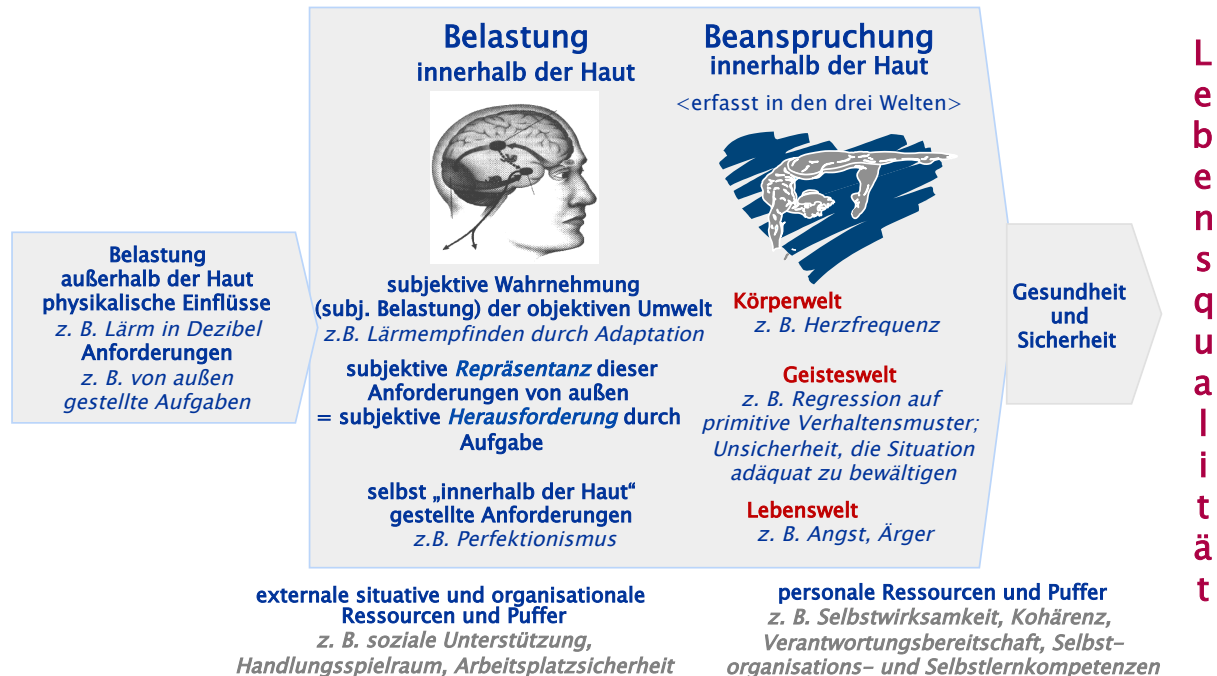 Belastung
außerhalb der Haut
physikalische Einflüsse
z. B. Lärm in Dezibel
Anforderungen
z. B. von außen
gestellte Aufgaben
Belastung
innerhalb der Haut
subjektive Wahrnehmung
(subj. Belastung) der objektiven Umwelt
z.B. Lärmempfinden durch Adaptation
subjektive Repräsentanz dieser
Anforderungen von außen
= subjektive Herausforderung durch
Aufgabe
selbst „innerhalb der Haut“
gestellte Anforderungen
z.B. Perfektionismus
Beanspruchung
innerhalb der Haut
<erfasst in den drei Welten>
Körperwelt
z. B. Herzfrequenz
Geisteswelt
z. B. Regression auf
primitive Verhaltensmuster;
Unsicherheit, die Situation
adäquat zu bewältigen
Lebenswelt
z. B. Angst, Ärger
Gesundheit
und
Sicherheit
Lebensqualität
externale situative und organisationale
Ressourcen und Puffer
z. B. soziale Unterstützung,
Handlungsspielraum, Arbeitsplatzsicherheit
personale Ressourcen und Puffer
z. B. Selbstwirksamkeit, Kohärenz,
Verantwortungsbereitschaft, Selbst-
organisations- und Selbstlernkompetenzen